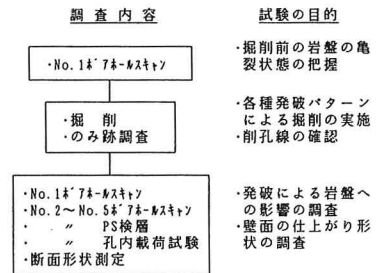 調査内容
試験の目的
・No.1ﾎﾞｱﾎｰﾙｽｷｬﾝ
・掘削前の岩盤の亀
裂状態の把握
・掘　削
・のみ跡調査
・各種発破パターン
による掘削の実施
・削孔線の確認
・No.1ﾎﾞｱﾎｰﾙｽｷｬﾝ
・No.2～No.5ﾎﾞｱﾎｰﾙｽｷｬﾝ
・　〃　PS検層
・　〃　孔内載荷試験
・断面形状測定
・発破による岩盤へ
の影響の調査
・壁面の仕上がり形
状の調査